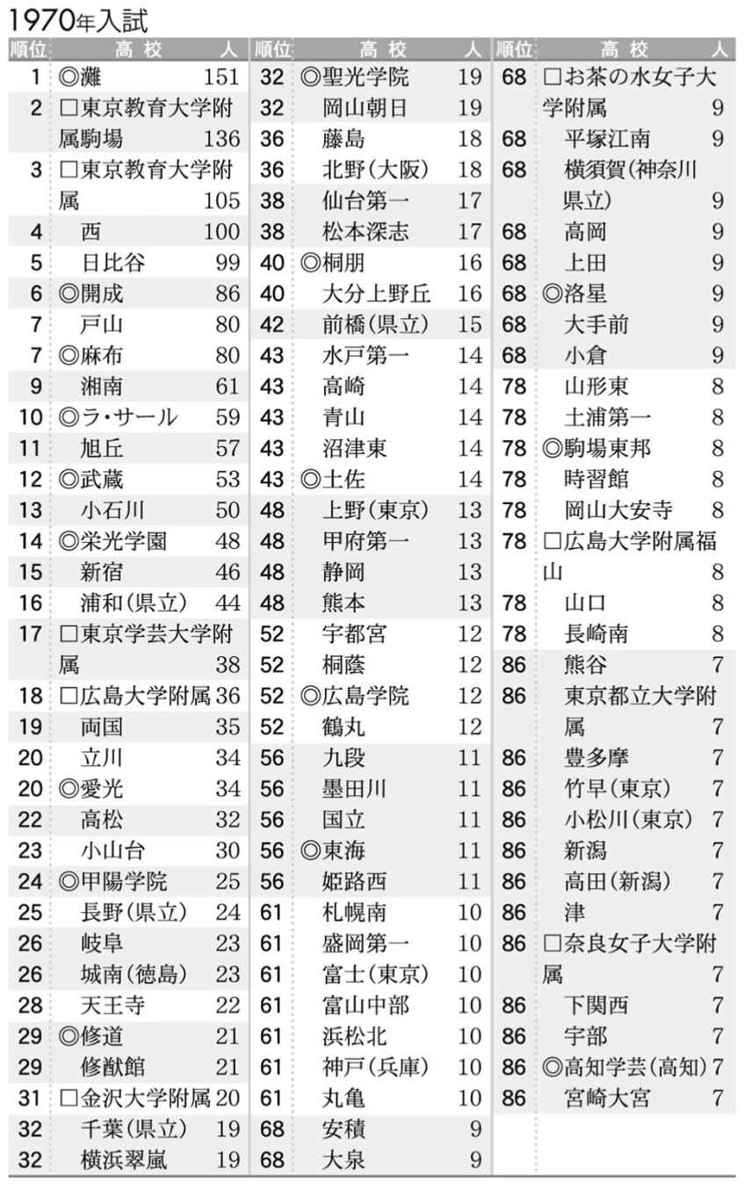 1970年入試
順位 高校 人
1 ◎灘 151
2 □東京教育大学附
属駒場 136
3 □東京教育大学附
属 105
4 西 100
5 日比谷 99
6 ◎開成 86
7 戸山 80
7 ◎麻布 80
9 湘南 61
10 ◎ラ・サール 59
11 旭丘 57
12 ◎武蔵 53
13 小石川 50
14 ◎栄光学園 48
15 新宿 46
16 浦和(県立) 44
17 □東京学芸大学附
属 38
18 □広島大学附属 36
19 両国 35
20 立川 34
20 ◎愛光 34
22 高松 32
23 小山台 30
24 ◎甲陽学院 25
25 長野(県立) 24
26 岐阜 23
26 城南(徳島) 23
28 天王寺 22
29 ◎修道 21
29 修猷館 21
31 □金沢大学附属 20
32 千葉(県立) 19
32 横浜翠嵐 19
順位 高校 人
32 ◎聖光学院 19
32 岡山朝日 19
36 藤島 18
36 北野(大阪) 18
38 仙台第一 17
38 松本深志 17
40 ◎桐朋 16
40 大分上野丘 16
42 前橋(県立) 15
43 水戸第一 14
43 高崎 14
43 青山 14
43 沼津東 14
43 ◎土佐 14
48 上野(東京) 13
48 甲府第一 13
48 静岡 13
48 熊本 13
52 宇都宮 12
52 桐蔭 12
52 ◎広島学院 12
52 鶴丸 12
56 九段 11
56 墨田川 11
56 国立 11
56 ◎東海 11
56 姫路西 11
61 札幌南 10
61 盛岡第一 10
61 富士(東京) 10
61 富山中部 10
61 浜松北 10
61 神戸(兵庫) 10
61 丸亀 10
68 安積 9
68 大泉 9
順位 高校 人
68 □お茶の水女子大
学附属 9
68 平塚江南 9
68 横須賀(神奈川
県立) 9
68 高岡 9
68 上田 9
68 ◎洛星 9
68 大手前 9
68 小倉 9
78 山形東 8
78 土浦第一 8
78 ◎駒場東邦 8
78 時習館 8
78 岡山大安寺 8
78 □広島大学附属福
山 8
78 山口 8
78 長崎南 8
86 熊谷 7
86 東京都立大学附
属 7
86 豊多摩 7
86 竹早(東京) 7
86 小松川(東京) 7
86 新潟 7
86 高田(新潟) 7
86 津 7
86 □奈良女子大学附
属 7
86 下関西 7
86 宇部 7
86 ◎高知学芸(高知) 7
86 宮崎大宮 7